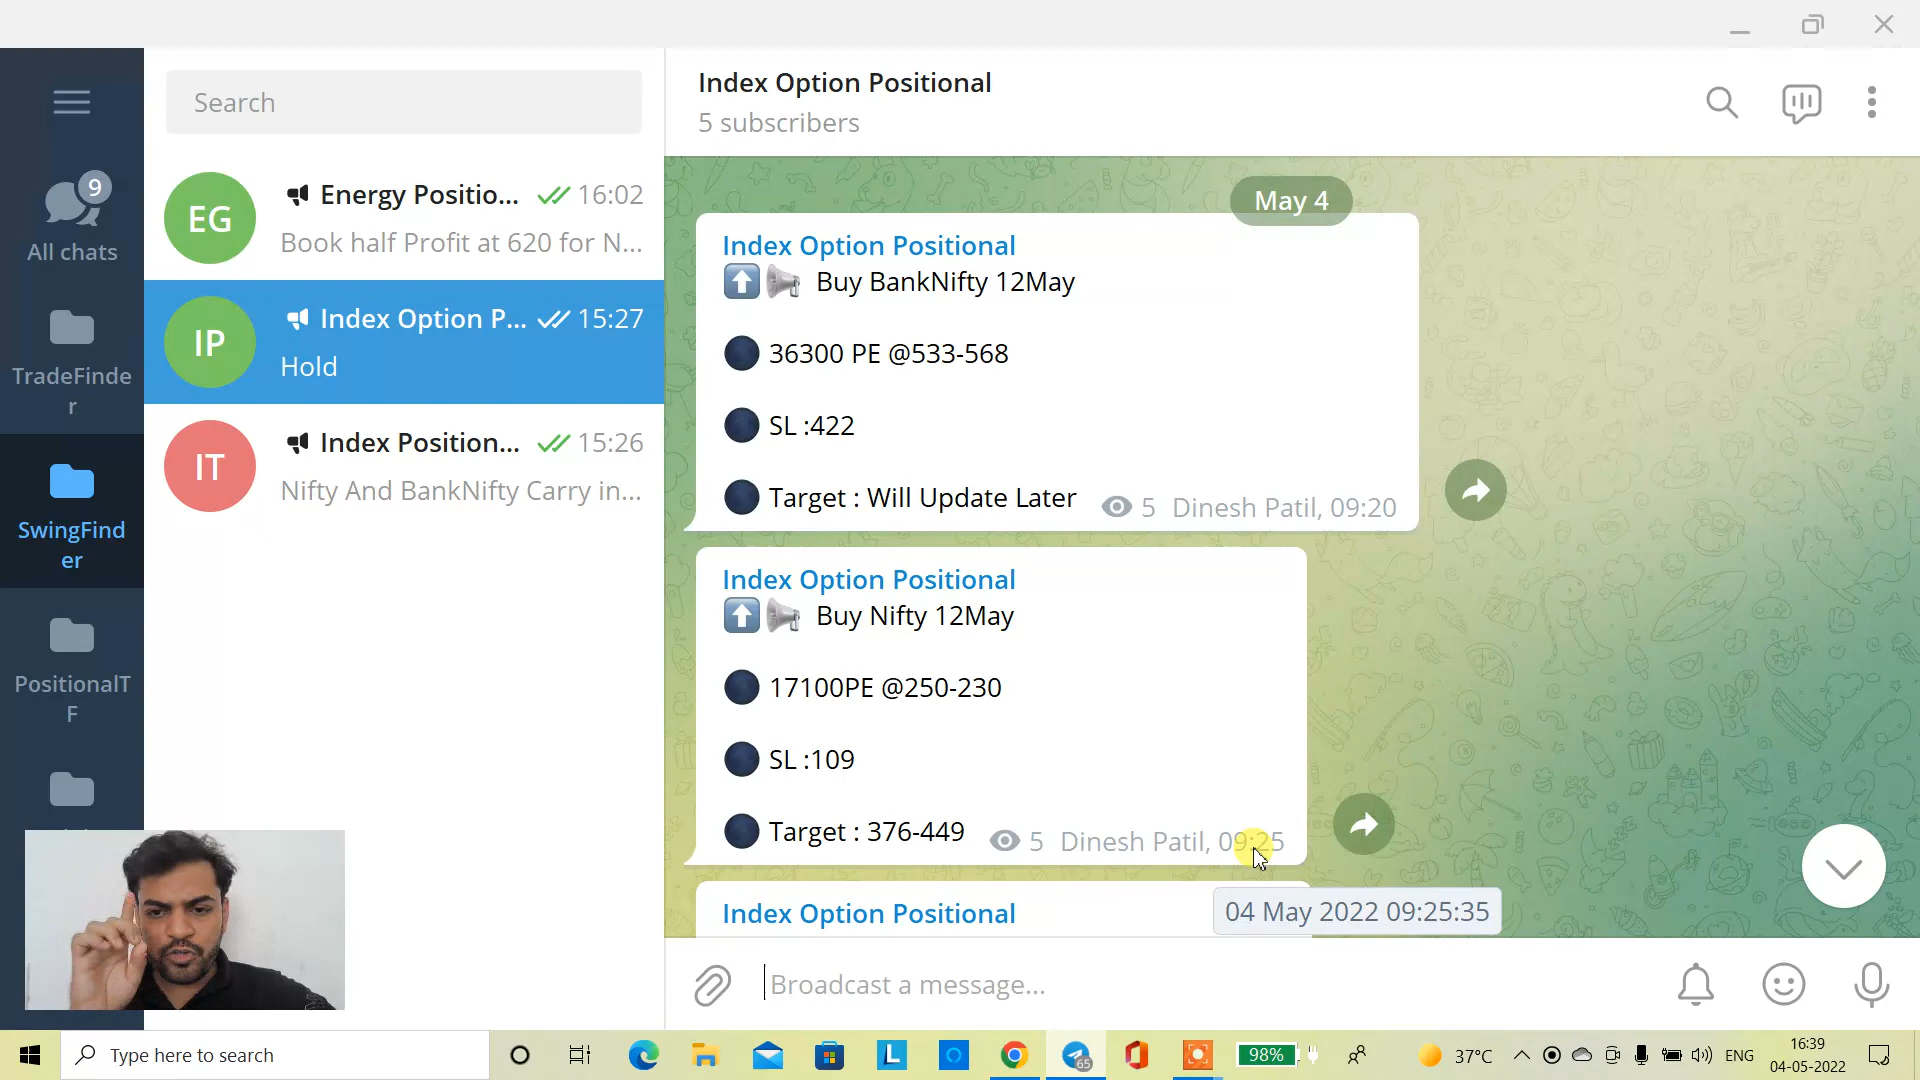 Search
Index Option Positional
5 subscribers
9
All chats
TradeFinde
r
SwingFind
er
PositionalT
F
EG
Energy Positio... 16:02
Book half Profit at 620 for N...
IP
Index Option P... 15:27
Hold
IT
Index Position... 15:26
Nifty And BankNifty Carry in...
May 4
Index Option Positional
Buy BankNifty 12May
36300 PE @533-568
SL :422
Target : Will Update Later 5 Dinesh Patil, 09:20
Index Option Positional
Buy Nifty 12May
17100PE @250-230
SL :109
Target : 376-449 5 Dinesh Patil, 09:25
Index Option Positional
04 May 2022 09:25:35
Broadcast a message...
Type here to search
L
65
98%
37°C
ENG
16:39
04-05-2022